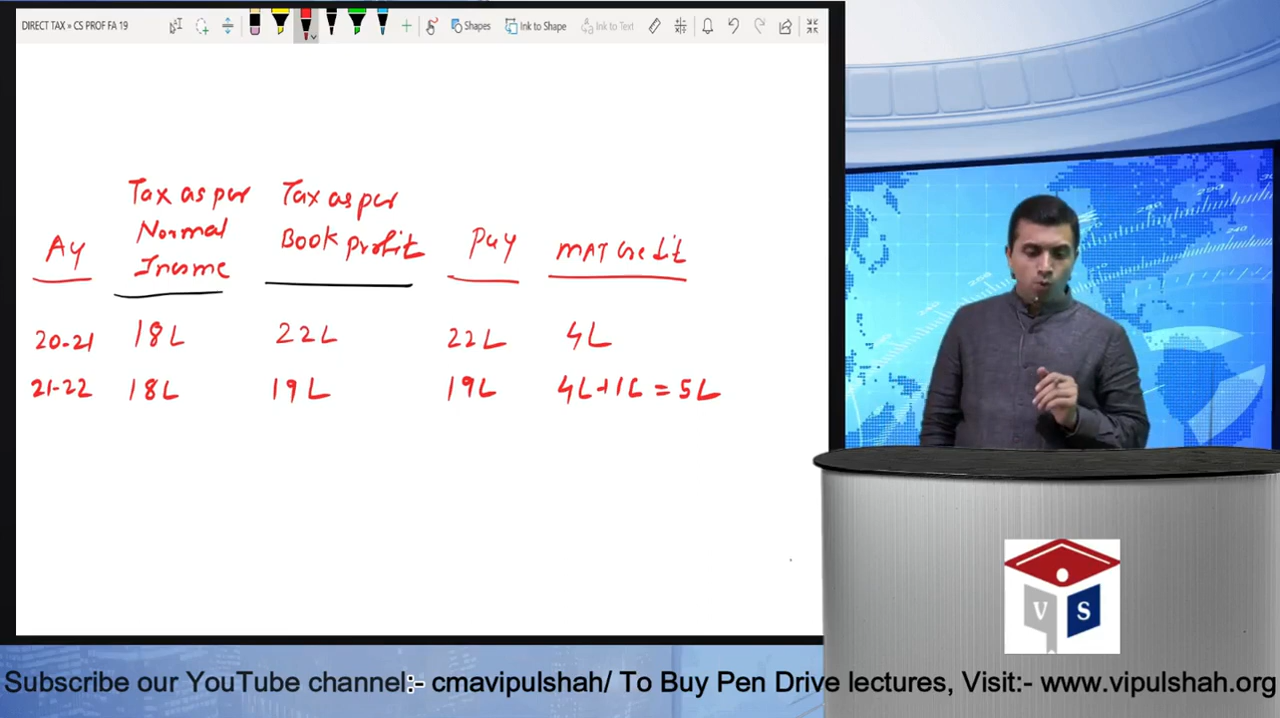 DIRECT TAX » CS PROF FA 19
Shapes
Ink to Shape
Ink to Text
Tax as per
Normal
Income
Tax as per
Book Profit
AY
Pay
MAT Credit
20-21 18L 22L 22L 4L
21-22 18L 19L 19L 4L+1L = 5L
V S
Subscribe our YouTube channel:- cmavipulshah/ To Buy Pen Drive lectures, Visit:- www.vipulshah.org